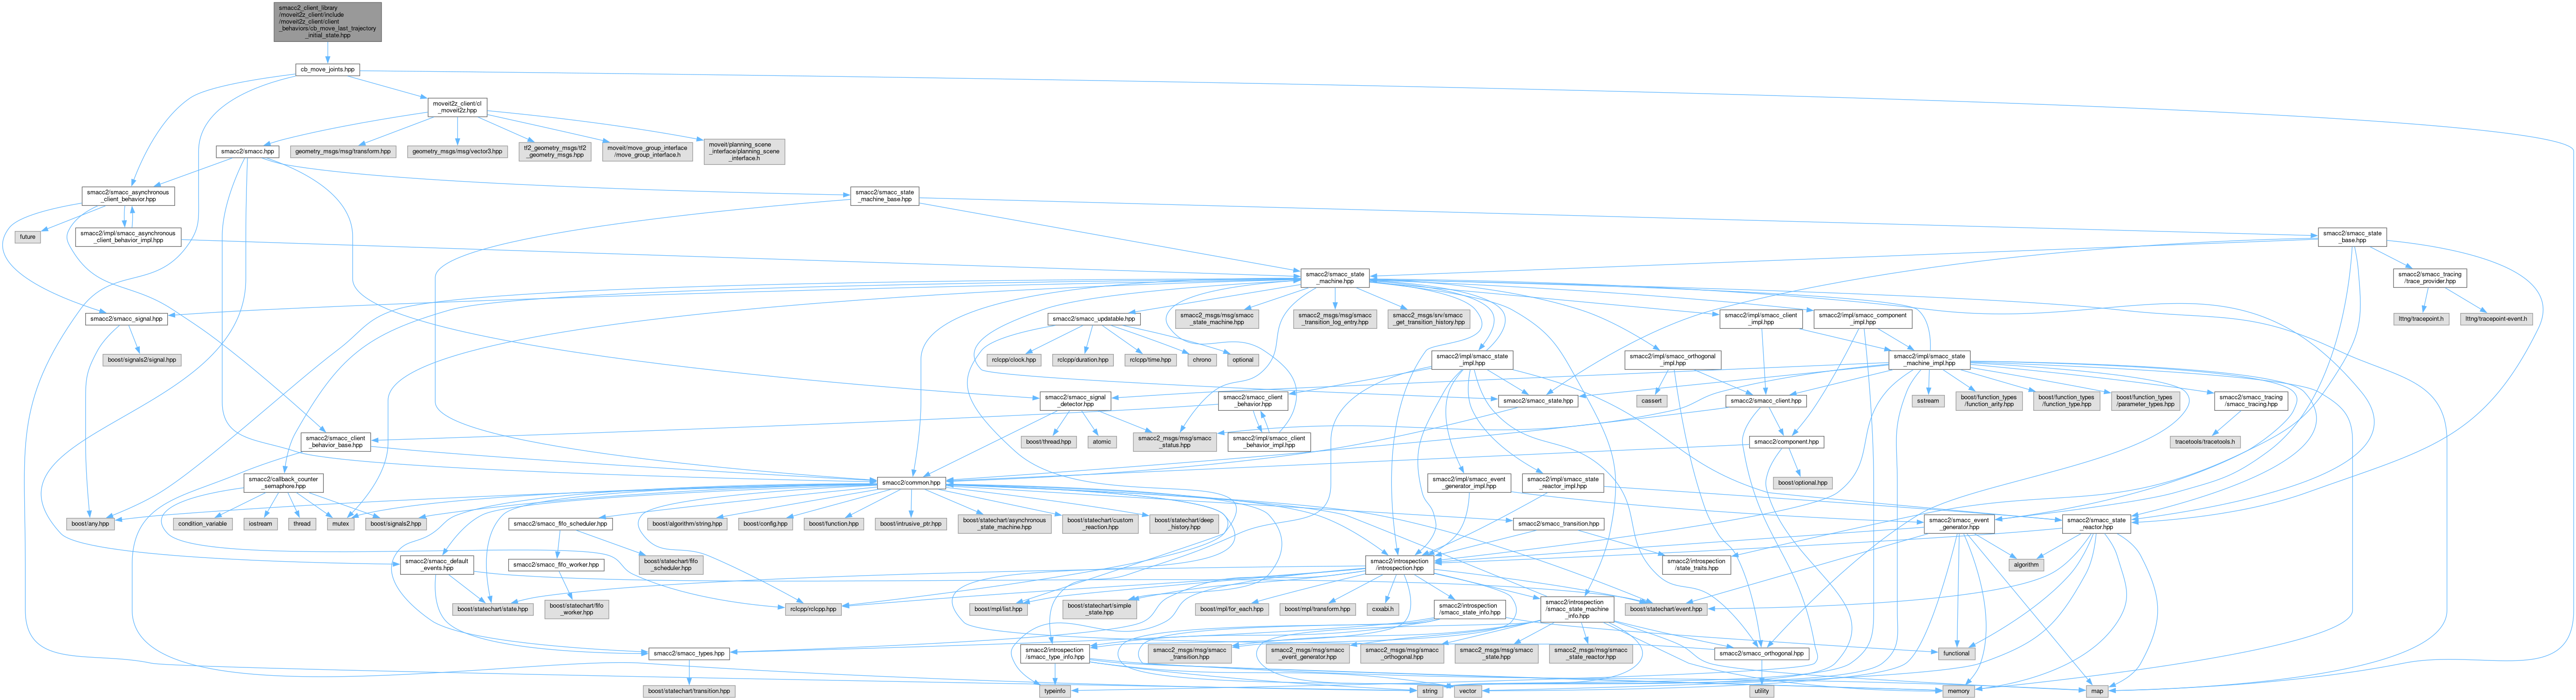 smacc2_client_library
/moveit2z_client/include
/moveit2z_client/client
_behaviors/cb_move_last_trajectory
_initial_state.hpp
cb_move_joints.hpp
moveit2z_client/cl
_moveit2z.hpp
smacc2/smacc.hpp
geometry_msgs/msg/transform.hpp
geometry_msgs/msg/vector3.hpp
tf2_geometry_msgs/tf2
_geometry_msgs.hpp
moveit/move_group_interface
/move_group_interface.h
moveit/planning_scene
_interface/planning_scene
_interface.h
smacc2/smacc_asynchronous
_client_behavior.hpp
smacc2/smacc_state
_machine_base.hpp
future
smacc2/impl/smacc_asynchronous
_client_behavior_impl.hpp
smacc2/smacc_state
_base.hpp
smacc2/smacc_state
_machine.hpp
smacc2/smacc_tracing
/trace_provider.hpp
smacc2/smacc_signal.hpp
smacc2/smacc_updatable.hpp
smacc2_msgs/msg/smacc
_state_machine.hpp
smacc2_msgs/msg/smacc
_transition_log_entry.hpp
smacc2_msgs/srv/smacc
_get_transition_history.hpp
smacc2/impl/smacc_client
_impl.hpp
smacc2/impl/smacc_component
_impl.hpp
lttng/tracepoint.h
lttng/tracepoint-event.h
boost/signals2/signal.hpp
rclcpp/clock.hpp
rclcpp/duration.hpp
rclcpp/time.hpp
chrono
optional
smacc2/impl/smacc_state
_impl.hpp
smacc2/impl/smacc_orthogonal
_impl.hpp
smacc2/impl/smacc_state
_machine_impl.hpp
smacc2/smacc_signal
_detector.hpp
smacc2/smacc_client
_behavior.hpp
smacc2/smacc_state.hpp
cassert
smacc2/smacc_client.hpp
sstream
boost/function_types
/function_arity.hpp
boost/function_types
/function_type.hpp
boost/function_types
/parameter_types.hpp
smacc2/smacc_tracing
/smacc_tracing.hpp
smacc2/smacc_client
_behavior_base.hpp
boost/thread.hpp
atomic
smacc2_msgs/msg/smacc
_status.hpp
smacc2/impl/smacc_client
_behavior_impl.hpp
smacc2/component.hpp
tracetools/tracetools.h
smacc2/callback_counter
_semaphore.hpp
smacc2/common.hpp
smacc2/impl/smacc_event
_generator_impl.hpp
smacc2/impl/smacc_state
_reactor_impl.hpp
boost/optional.hpp
boost/any.hpp
condition_variable
iostream
thread
mutex
boost/signals2.hpp
smacc2/smacc_fifo_scheduler.hpp
boost/algorithm/string.hpp
boost/config.hpp
boost/function.hpp
boost/intrusive_ptr.hpp
boost/statechart/asynchronous
_state_machine.hpp
boost/statechart/custom
_reaction.hpp
boost/statechart/deep
_history.hpp
smacc2/smacc_transition.hpp
smacc2/smacc_event
_generator.hpp
smacc2/smacc_state
_reactor.hpp
smacc2/smacc_default
_events.hpp
smacc2/smacc_fifo_worker.hpp
boost/statechart/fifo
_scheduler.hpp
smacc2/introspection
/introspection.hpp
smacc2/introspection
/state_traits.hpp
algorithm
boost/statechart/state.hpp
boost/statechart/fifo
_worker.hpp
rclcpp/rclcpp.hpp
boost/mpl/list.hpp
boost/statechart/simple
_state.hpp
boost/mpl/for_each.hpp
boost/mpl/transform.hpp
cxxabi.h
smacc2/introspection
/smacc_state_info.hpp
smacc2/introspection
/smacc_state_machine
_info.hpp
boost/statechart/event.hpp
smacc2/smacc_types.hpp
smacc2/introspection
/smacc_type_info.hpp
smacc2_msgs/msg/smacc
_transition.hpp
smacc2_msgs/msg/smacc
_event_generator.hpp
smacc2_msgs/msg/smacc
_orthogonal.hpp
smacc2_msgs/msg/smacc
_state.hpp
smacc2_msgs/msg/smacc
_state_reactor.hpp
smacc2/smacc_orthogonal.hpp
functional
boost/statechart/transition.hpp
typeinfo
string
vector
utility
memory
map